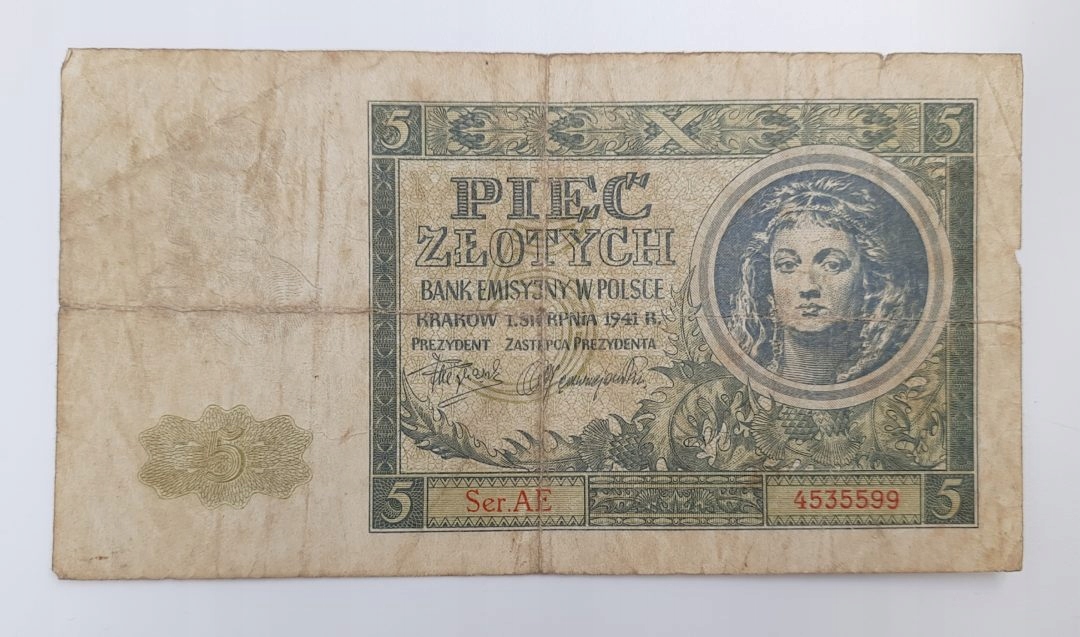 5 5
PIĘĆ
ZŁOTYCH
BANK EMISYJNY W POLSCE
KRAKÓW 1. SIERPNIA 1941 R.
PREZYDENT ZASTĘPCA PREZYDENTA
5
5 Ser. AE 4535599 5